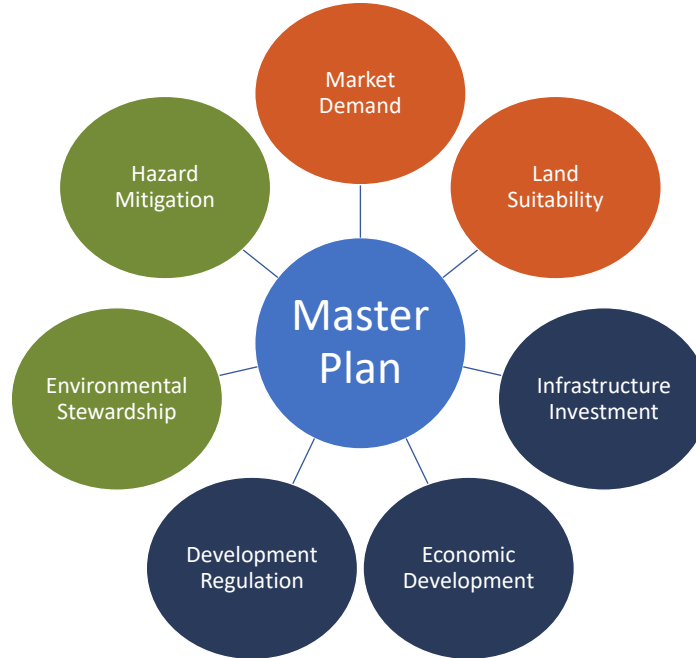 Market
Demand
Land
Suitability
Infrastructure
Investment
Economic
Development
Development
Regulation
Environmental
Stewardship
Hazard
Mitigation
Master
Plan